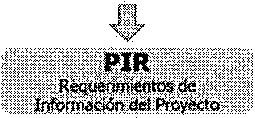 PIR
Requerimientos de
Información del Proyecto